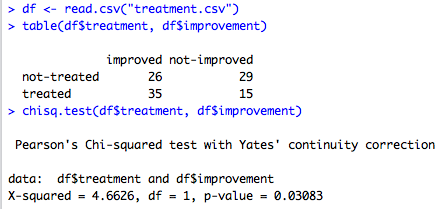 > df <- read.csv("treatment.csv")
> table(df$treatment, df$improvement)
improved not-improved
not-treated 26 29
treated 35 15
> chisq.test(df$treatment, df$improvement)
Pearson's Chi-squared test with Yates' continuity correction
data:  df$treatment and df$improvement
X-squared = 4.6626, df = 1, p-value = 0.03083